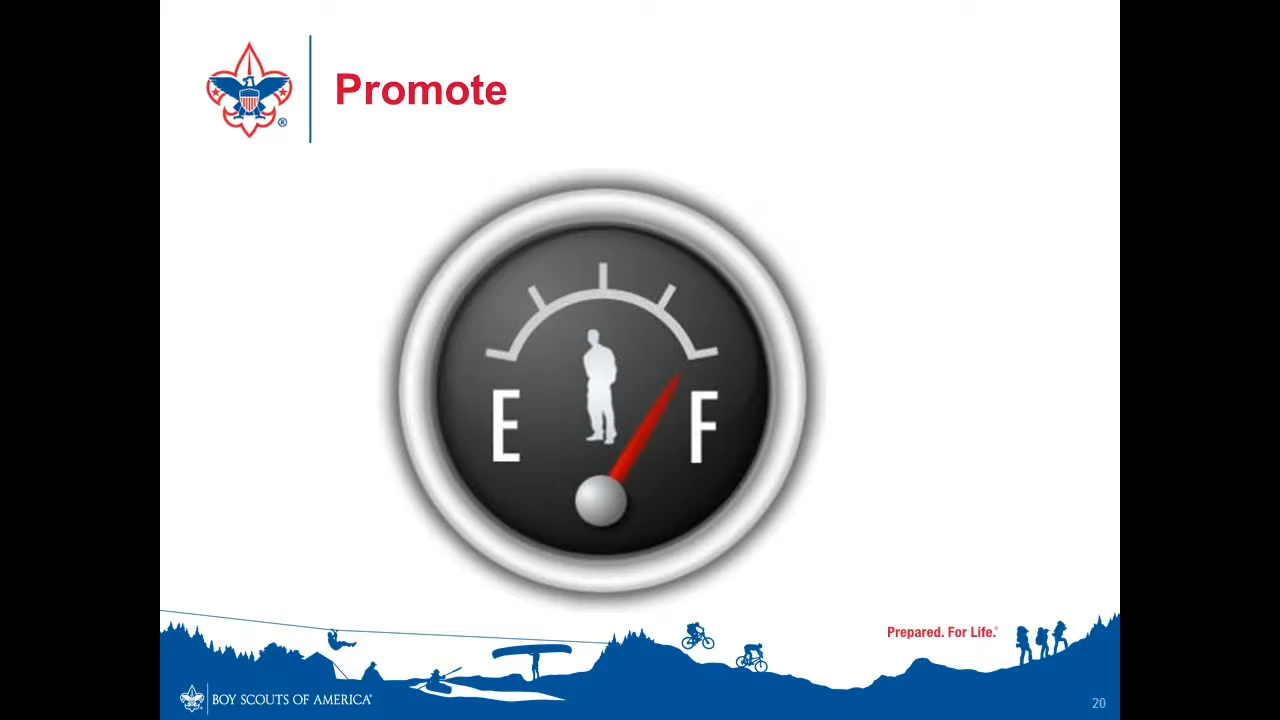 ®
Promote
E F
Prepared. For Life.®
BOY SCOUTS OF AMERICA®
20